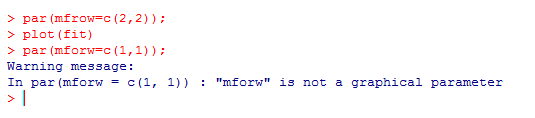 > par(mfrow=c(2,2));
> plot(fit)
> par(mforw=c(1,1));
Warning message:
In par(mforw = c(1, 1)) : "mforw" is not a graphical parameter
>